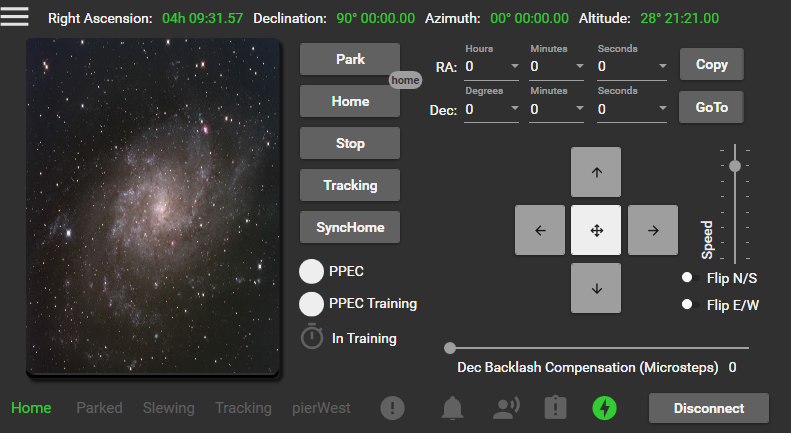 Right Ascension: 04h 09:31.57 Declination: 90° 00:00.00 Azimuth: 00° 00:00.00 Altitude: 28° 21:21.00
Park
home
Home
Stop
Tracking
SyncHome
PPEC
PPEC Training
In Training
Hours Minutes Seconds
RA: 0 0 0 Copy
Degrees Minutes Seconds
Dec: 0 0 0 GoTo
Speed
Flip N/S
Flip E/W
Dec Backlash Compensation (Microsteps) 0
Home Parked Slewing Tracking pierWest Disconnect